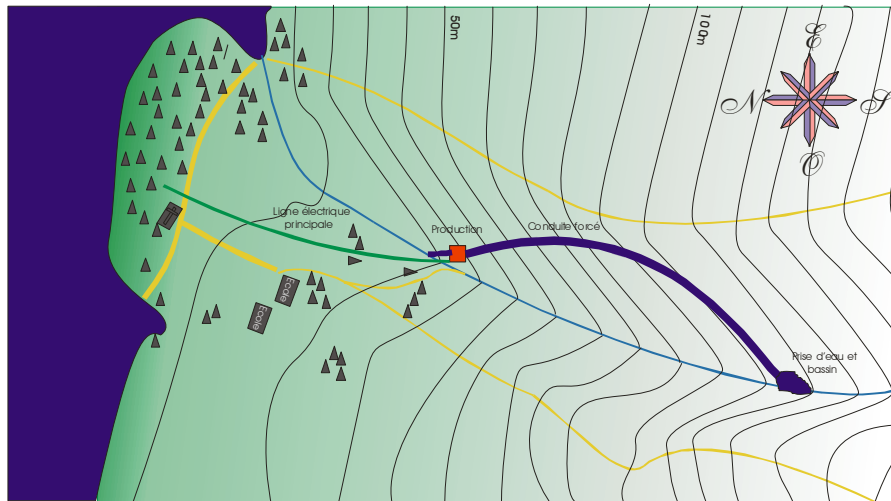 50m
100m
E
N
S
O
Ligne électrique
principale
Production
Conduite forcé
Ecole
Ecole
Prise d'eau et
bassin